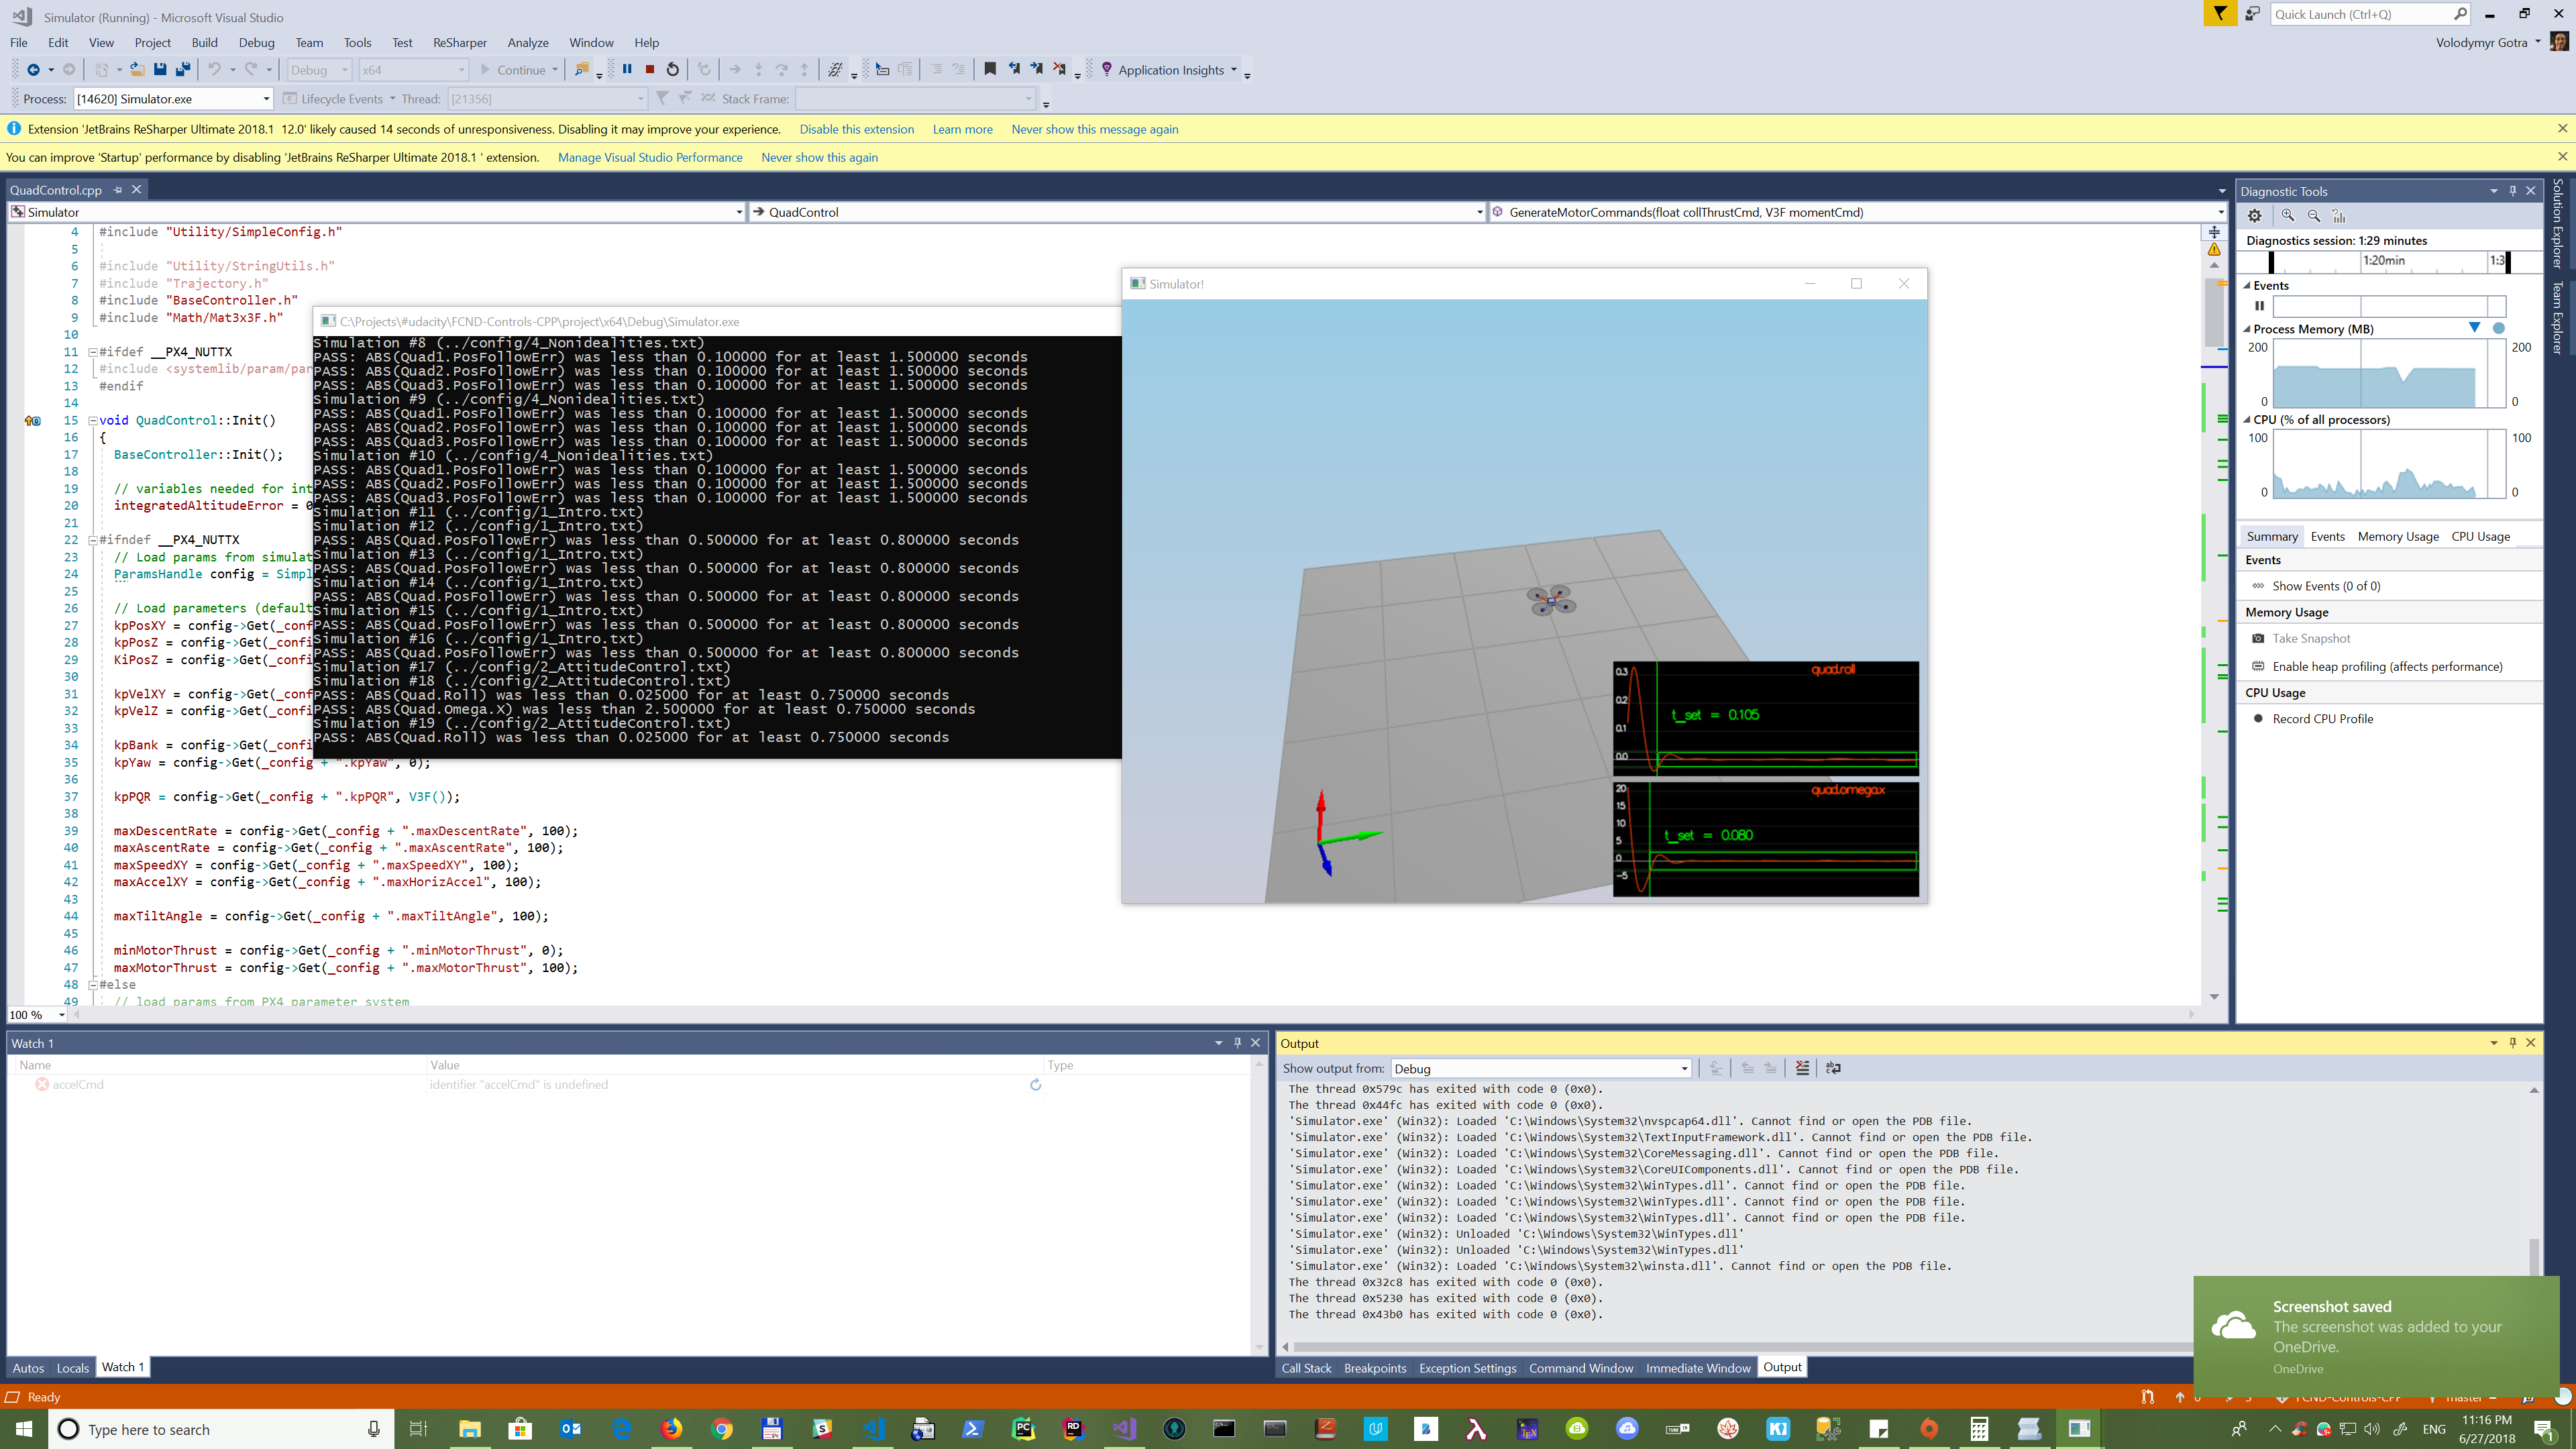 Simulator (Running) - Microsoft Visual Studio
Quick Launch (Ctrl+Q)
File Edit View Project Build Debug Team Tools Test ReSharper Analyze Window Help
Volodymyr Gotra
Debug x64 Continue Application Insights
Process: [14620] Simulator.exe Lifecycle Events Thread: [21356] Stack Frame:
Extension 'JetBrains ReSharper Ultimate 2018.1 12.0' likely caused 14 seconds of unresponsiveness. Disabling it may improve your experience. Disable this extension Learn more Never show this message again
You can improve 'Startup' performance by disabling 'JetBrains ReSharper Ultimate 2018.1 ' extension. Manage Visual Studio Performance Never show this again
QuadControl.cpp
Simulator QuadControl GenerateMotorCommands(float collThrustCmd, V3F momentCmd)
4 #include "Utility/SimpleConfig.h"
5
6 #include "Utility/StringUtils.h"
7 #include "Trajectory.h"
8 #include "BaseController.h"
9 #include "Math/Mat3x3F.h"
10
11 #ifdef __PX4_NUTTX
12 #include <systemlib/param/par
13 #endif
14
15 void QuadControl::Init()
16 {
17 BaseController::Init();
18
19 // variables needed for int
20 integratedAltitudeError = 0
21
22 #ifndef __PX4_NUTTX
23 // Load params from simulat
24 ParamsHandle config = Simpl
25
26 // Load parameters (default
27 kpPosXY = config->Get(_conf
28 kpPosZ = config->Get(_confi
29 KiPosZ = config->Get(_confi
30
31 kpVelXY = config->Get(_conf
32 kpVelZ = config->Get(_confi
33
34 kpBank = config->Get(_confi
35 kpYaw = config->Get(_config + ".kpYaw", 0);
36
37 kpPQR = config->Get(_config + ".kpPQR", V3F());
38
39 maxDescentRate = config->Get(_config + ".maxDescentRate", 100);
40 maxAscentRate = config->Get(_config + ".maxAscentRate", 100);
41 maxSpeedXY = config->Get(_config + ".maxSpeedXY", 100);
42 maxAccelXY = config->Get(_config + ".maxHorizAccel", 100);
43
44 maxTiltAngle = config->Get(_config + ".maxTiltAngle", 100);
45
46 minMotorThrust = config->Get(_config + ".minMotorThrust", 0);
47 maxMotorThrust = config->Get(_config + ".maxMotorThrust", 100);
48 #else
49 // load params from PX4 parameter system
100 %
C:\Projects\#udacity\FCND-Controls-CPP\project\x64\Debug\Simulator.exe
Simulation #8 (../config/4_Nonidealities.txt)
PASS: ABS(Quad1.PosFollowErr) was less than 0.100000 for at least 1.500000 seconds
PASS: ABS(Quad2.PosFollowErr) was less than 0.100000 for at least 1.500000 seconds
PASS: ABS(Quad3.PosFollowErr) was less than 0.100000 for at least 1.500000 seconds
Simulation #9 (../config/4_Nonidealities.txt)
PASS: ABS(Quad1.PosFollowErr) was less than 0.100000 for at least 1.500000 seconds
PASS: ABS(Quad2.PosFollowErr) was less than 0.100000 for at least 1.500000 seconds
PASS: ABS(Quad3.PosFollowErr) was less than 0.100000 for at least 1.500000 seconds
Simulation #10 (../config/4_Nonidealities.txt)
PASS: ABS(Quad1.PosFollowErr) was less than 0.100000 for at least 1.500000 seconds
PASS: ABS(Quad2.PosFollowErr) was less than 0.100000 for at least 1.500000 seconds
PASS: ABS(Quad3.PosFollowErr) was less than 0.100000 for at least 1.500000 seconds
Simulation #11 (../config/1_Intro.txt)
Simulation #12 (../config/1_Intro.txt)
PASS: ABS(Quad.PosFollowErr) was less than 0.500000 for at least 0.800000 seconds
Simulation #13 (../config/1_Intro.txt)
PASS: ABS(Quad.PosFollowErr) was less than 0.500000 for at least 0.800000 seconds
Simulation #14 (../config/1_Intro.txt)
PASS: ABS(Quad.PosFollowErr) was less than 0.500000 for at least 0.800000 seconds
Simulation #15 (../config/1_Intro.txt)
PASS: ABS(Quad.PosFollowErr) was less than 0.500000 for at least 0.800000 seconds
Simulation #16 (../config/1_Intro.txt)
PASS: ABS(Quad.PosFollowErr) was less than 0.500000 for at least 0.800000 seconds
Simulation #17 (../config/2_AttitudeControl.txt)
Simulation #18 (../config/2_AttitudeControl.txt)
PASS: ABS(Quad.Roll) was less than 0.025000 for at least 0.750000 seconds
PASS: ABS(Quad.Omega.X) was less than 2.500000 for at least 0.750000 seconds
Simulation #19 (../config/2_AttitudeControl.txt)
PASS: ABS(Quad.Roll) was less than 0.025000 for at least 0.750000 seconds
Simulator!
quad.roll
0.3
0.2
t_set = 0.105
0.1
0.0
quad.omega.x
20
15
10
t_set = 0.080
5
0
-5
Diagnostic Tools
Diagnostics session: 1:29 minutes
1:20min 1:3
Events
Process Memory (MB)
200 200
0 0
CPU (% of all processors)
100 100
0 0
Summary Events Memory Usage CPU Usage
Events
Show Events (0 of 0)
Memory Usage
Take Snapshot
Enable heap profiling (affects performance)
CPU Usage
Record CPU Profile
Solution Explorer
Team Explorer
Watch 1
Name Value Type
accelCmd identifier "accelCmd" is undefined
Autos Locals Watch 1
Output
Show output from: Debug
The thread 0x579c has exited with code 0 (0x0).
The thread 0x44fc has exited with code 0 (0x0).
'Simulator.exe' (Win32): Loaded 'C:\Windows\System32\nvspcap64.dll'. Cannot find or open the PDB file.
'Simulator.exe' (Win32): Loaded 'C:\Windows\System32\TextInputFramework.dll'. Cannot find or open the PDB file.
'Simulator.exe' (Win32): Loaded 'C:\Windows\System32\CoreMessaging.dll'. Cannot find or open the PDB file.
'Simulator.exe' (Win32): Loaded 'C:\Windows\System32\CoreUIComponents.dll'. Cannot find or open the PDB file.
'Simulator.exe' (Win32): Loaded 'C:\Windows\System32\WinTypes.dll'. Cannot find or open the PDB file.
'Simulator.exe' (Win32): Loaded 'C:\Windows\System32\WinTypes.dll'. Cannot find or open the PDB file.
'Simulator.exe' (Win32): Loaded 'C:\Windows\System32\WinTypes.dll'. Cannot find or open the PDB file.
'Simulator.exe' (Win32): Unloaded 'C:\Windows\System32\WinTypes.dll'
'Simulator.exe' (Win32): Unloaded 'C:\Windows\System32\WinTypes.dll'
'Simulator.exe' (Win32): Loaded 'C:\Windows\System32\winsta.dll'. Cannot find or open the PDB file.
The thread 0x32c8 has exited with code 0 (0x0).
The thread 0x5230 has exited with code 0 (0x0).
The thread 0x43b0 has exited with code 0 (0x0).
Call Stack Breakpoints Exception Settings Command Window Immediate Window Output
Screenshot saved
The screenshot was added to your
OneDrive.
OneDrive
Ready
Type here to search
ENG
11:16 PM
6/27/2018